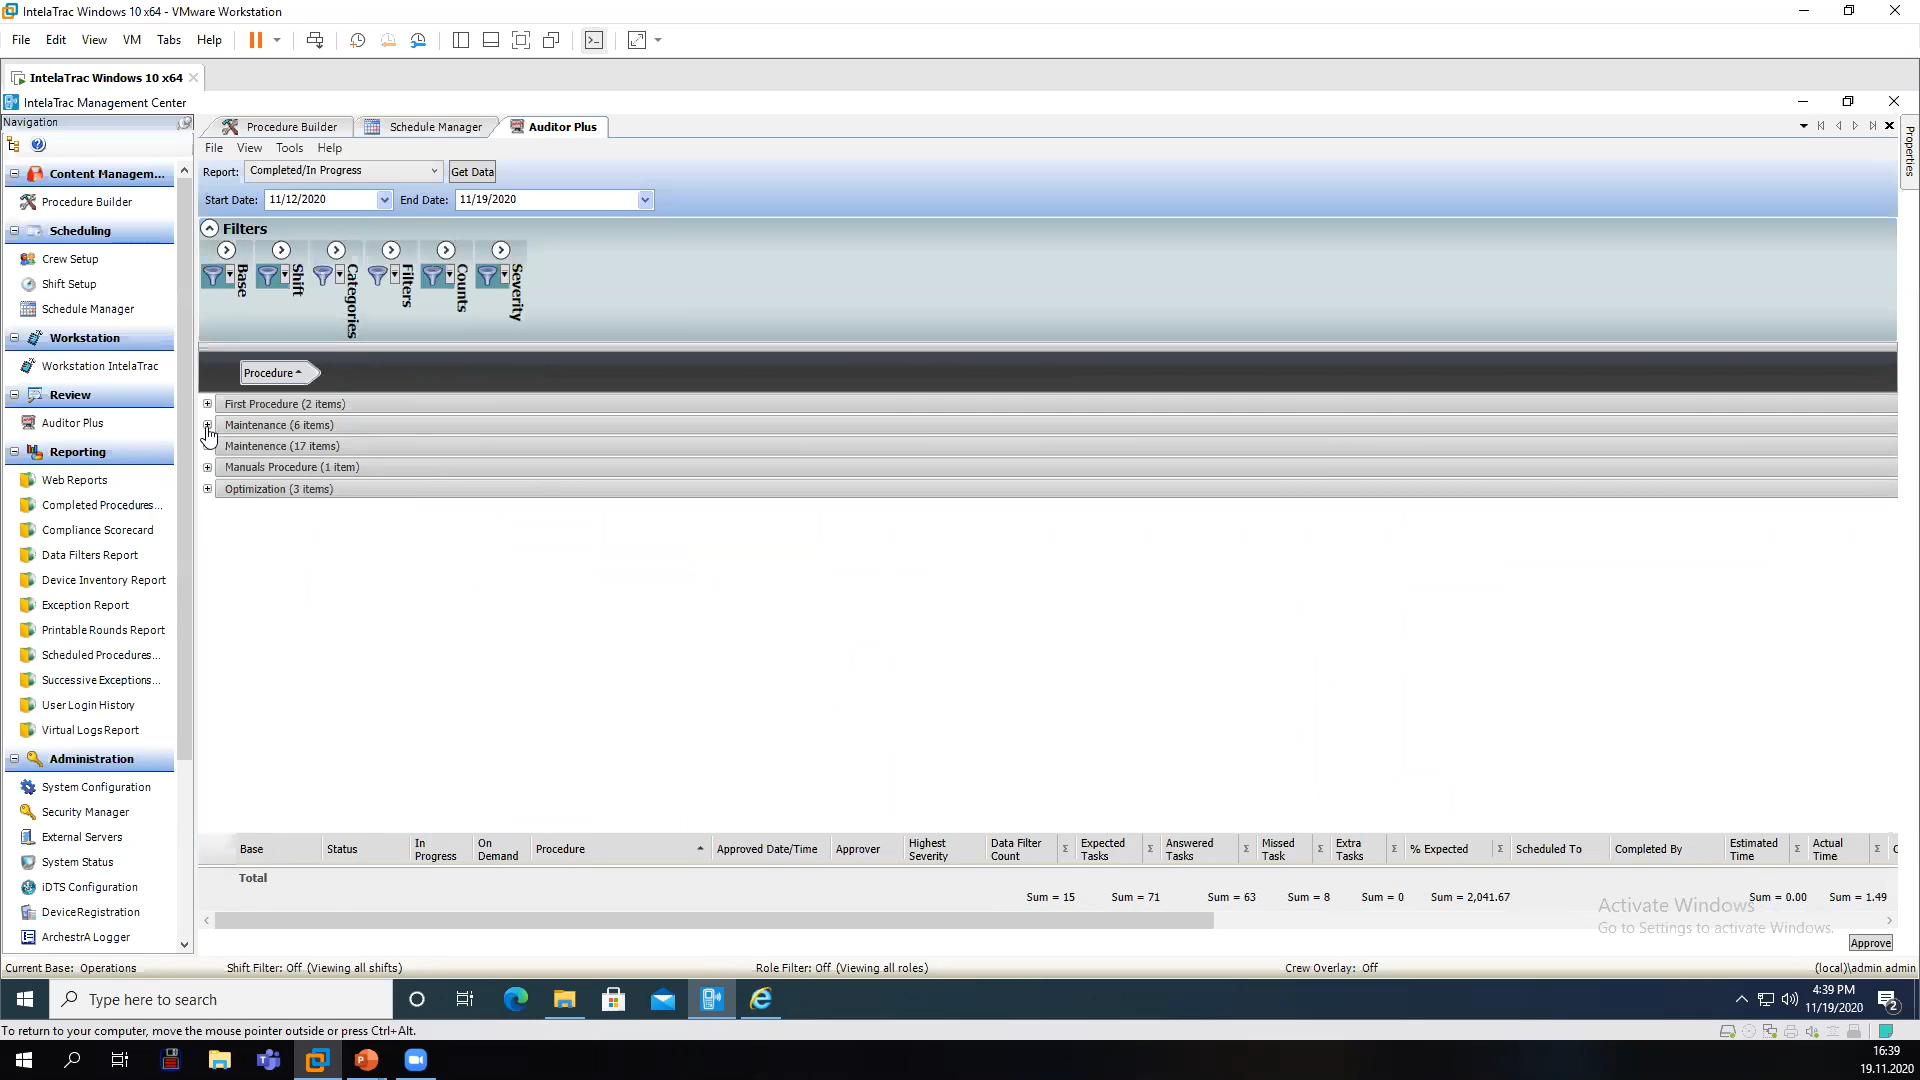 IntelaTrac Windows 10 x64 - VMware Workstation
File Edit View VM Tabs Help
IntelaTrac Windows 10 x64
IntelaTrac Management Center
Navigation
Procedure Builder Schedule Manager Auditor Plus
Properties
File View Tools Help
Report: Completed/In Progress Get Data
Start Date: 11/12/2020 End Date: 11/19/2020
Filters
Base Shift Categories Filters Counts Severity
Content Managem...
Procedure Builder
Scheduling
Crew Setup
Shift Setup
Schedule Manager
Workstation
Workstation IntelaTrac
Review
Auditor Plus
Reporting
Web Reports
Completed Procedures...
Compliance Scorecard
Data Filters Report
Device Inventory Report
Exception Report
Printable Rounds Report
Scheduled Procedures...
Successive Exceptions...
User Login History
Virtual Logs Report
Administration
System Configuration
Security Manager
External Servers
System Status
iDTS Configuration
DeviceRegistration
ArchestrA Logger
Procedure
First Procedure (2 items)
Maintenance (6 items)
Maintenence (17 items)
Manuals Procedure (1 item)
Optimization (3 items)
Base Status In Progress On Demand Procedure Approved Date/Time Approver Highest Severity Data Filter Count Σ Expected Tasks Σ Answered Tasks Σ Missed Task Σ Extra Tasks Σ % Expected Σ Scheduled To Completed By Estimated Time Σ Actual Time Σ C
Total
Sum = 15 Sum = 71 Sum = 63 Sum = 8 Sum = 0 Sum = 2,041.67 Sum = 0.00 Sum = 1.49
Activate Windows
Go to Settings to activate Windows.
Approve
Current Base: Operations Shift Filter: Off (Viewing all shifts) Role Filter: Off (Viewing all roles) Crew Overlay: Off (local)\admin admin
Type here to search
4:39 PM
11/19/2020
2
To return to your computer, move the mouse pointer outside or press Ctrl+Alt.
16:39
19.11.2020